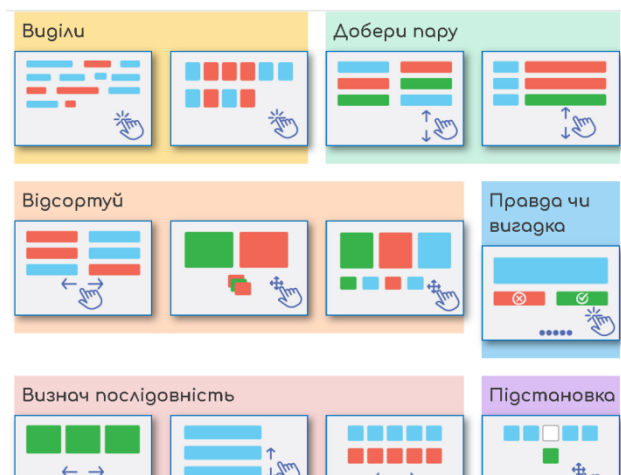 Виділи
Добери пару
Відсортуй
Правда чи
вигадка
Визнач послідовність
Підстановка